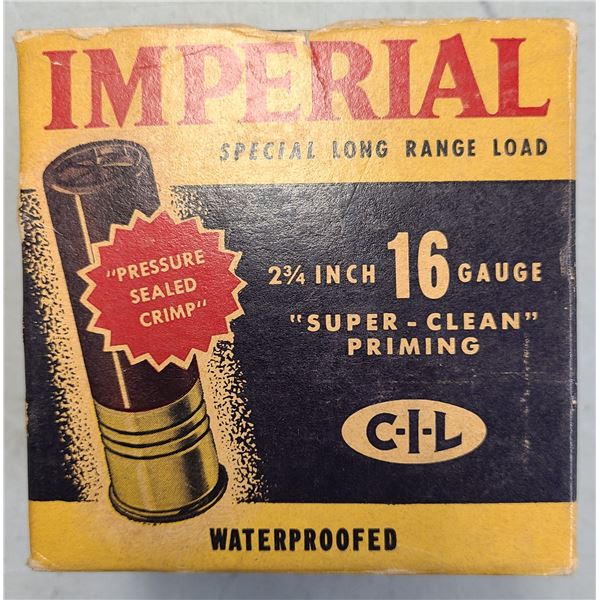 IMPERIAL
SPECIAL LONG RANGE LOAD
"PRESSURE
SEALED
CRIMP"
2¾ INCH 16 GAUGE
"SUPER-CLEAN"
PRIMING
C-I-L
WATERPROOFED